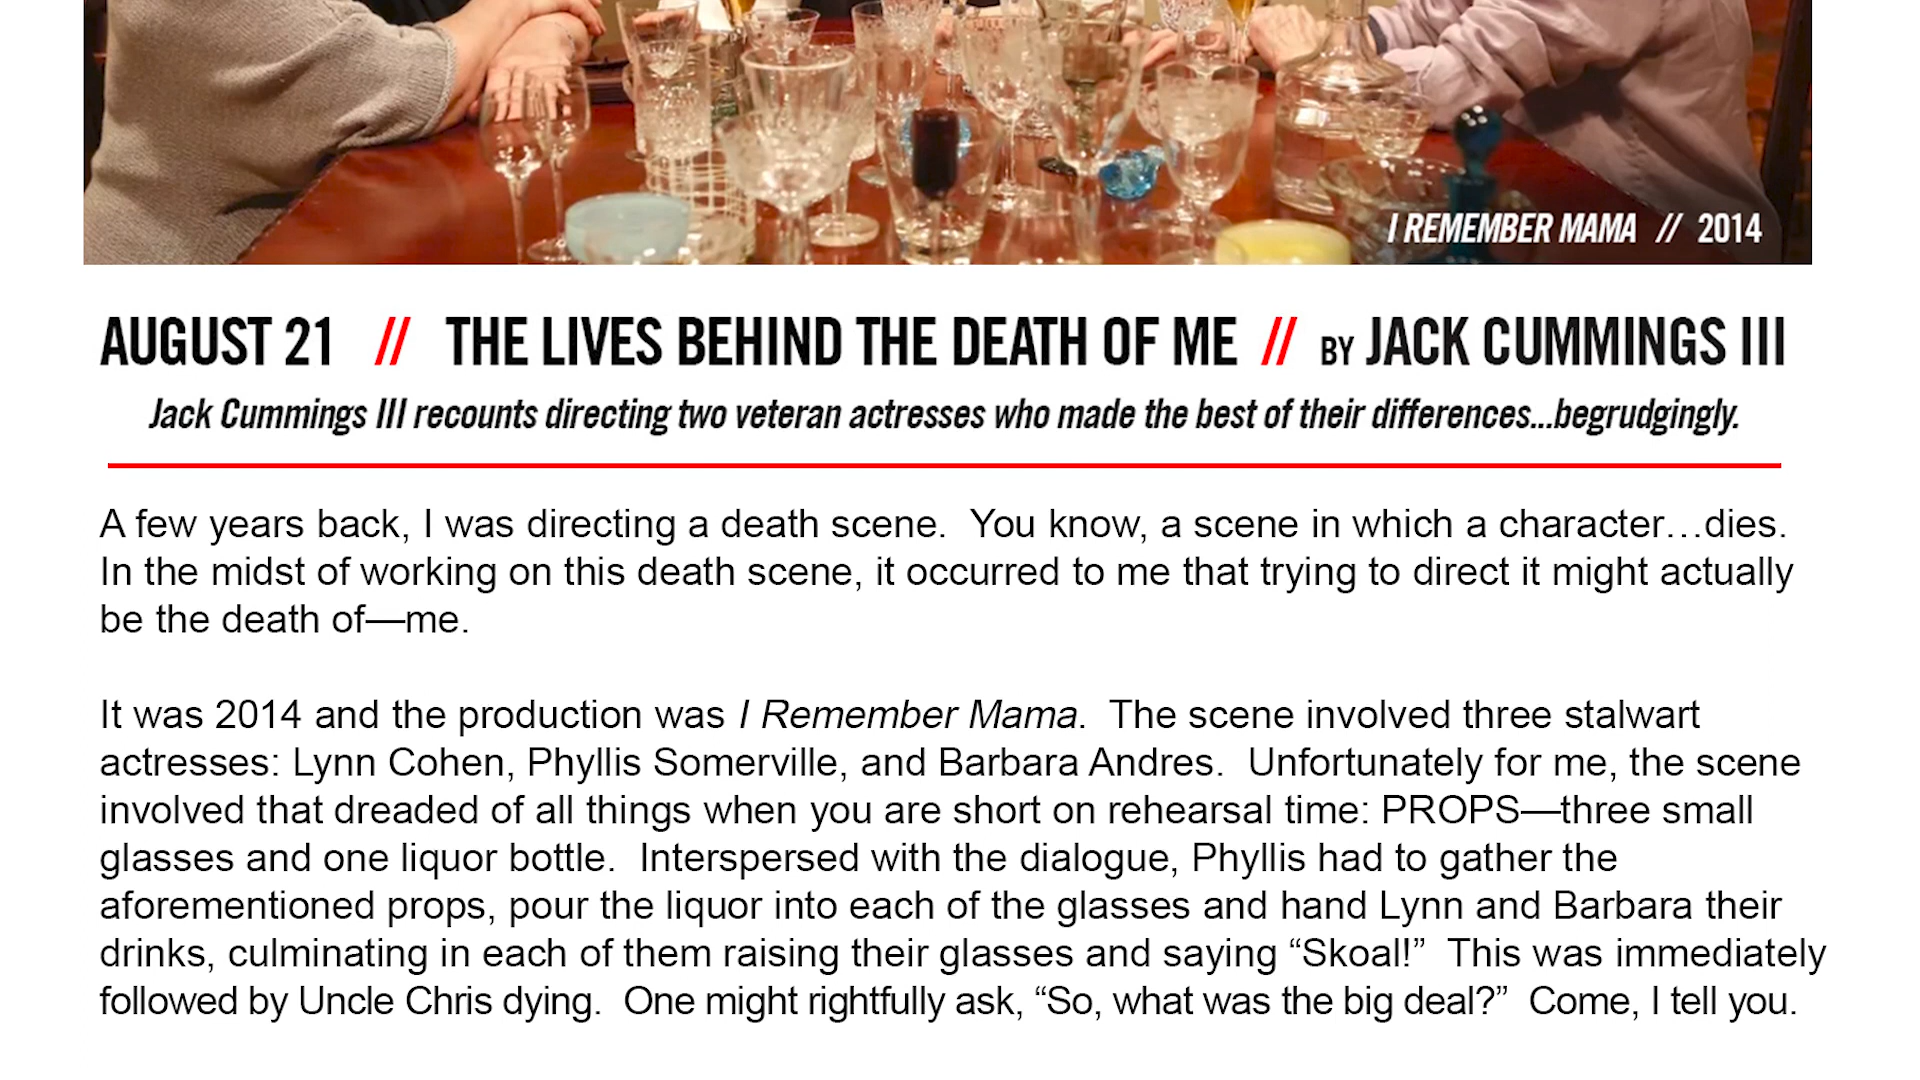 I REMEMBER MAMA // 2014
AUGUST 21 // THE LIVES BEHIND THE DEATH OF ME // BY JACK CUMMINGS III
Jack Cummings III recounts directing two veteran actresses who made the best of their differences...begrudgingly.
A few years back, I was directing a death scene.  You know, a scene in which a character…dies.
In the midst of working on this death scene, it occurred to me that trying to direct it might actually
be the death of—me.
It was 2014 and the production was I Remember Mama.  The scene involved three stalwart
actresses: Lynn Cohen, Phyllis Somerville, and Barbara Andres.  Unfortunately for me, the scene
involved that dreaded of all things when you are short on rehearsal time: PROPS—three small
glasses and one liquor bottle.  Interspersed with the dialogue, Phyllis had to gather the
aforementioned props, pour the liquor into each of the glasses and hand Lynn and Barbara their
drinks, culminating in each of them raising their glasses and saying “Skoal!”  This was immediately
followed by Uncle Chris dying.  One might rightfully ask, “So, what was the big deal?”  Come, I tell you.